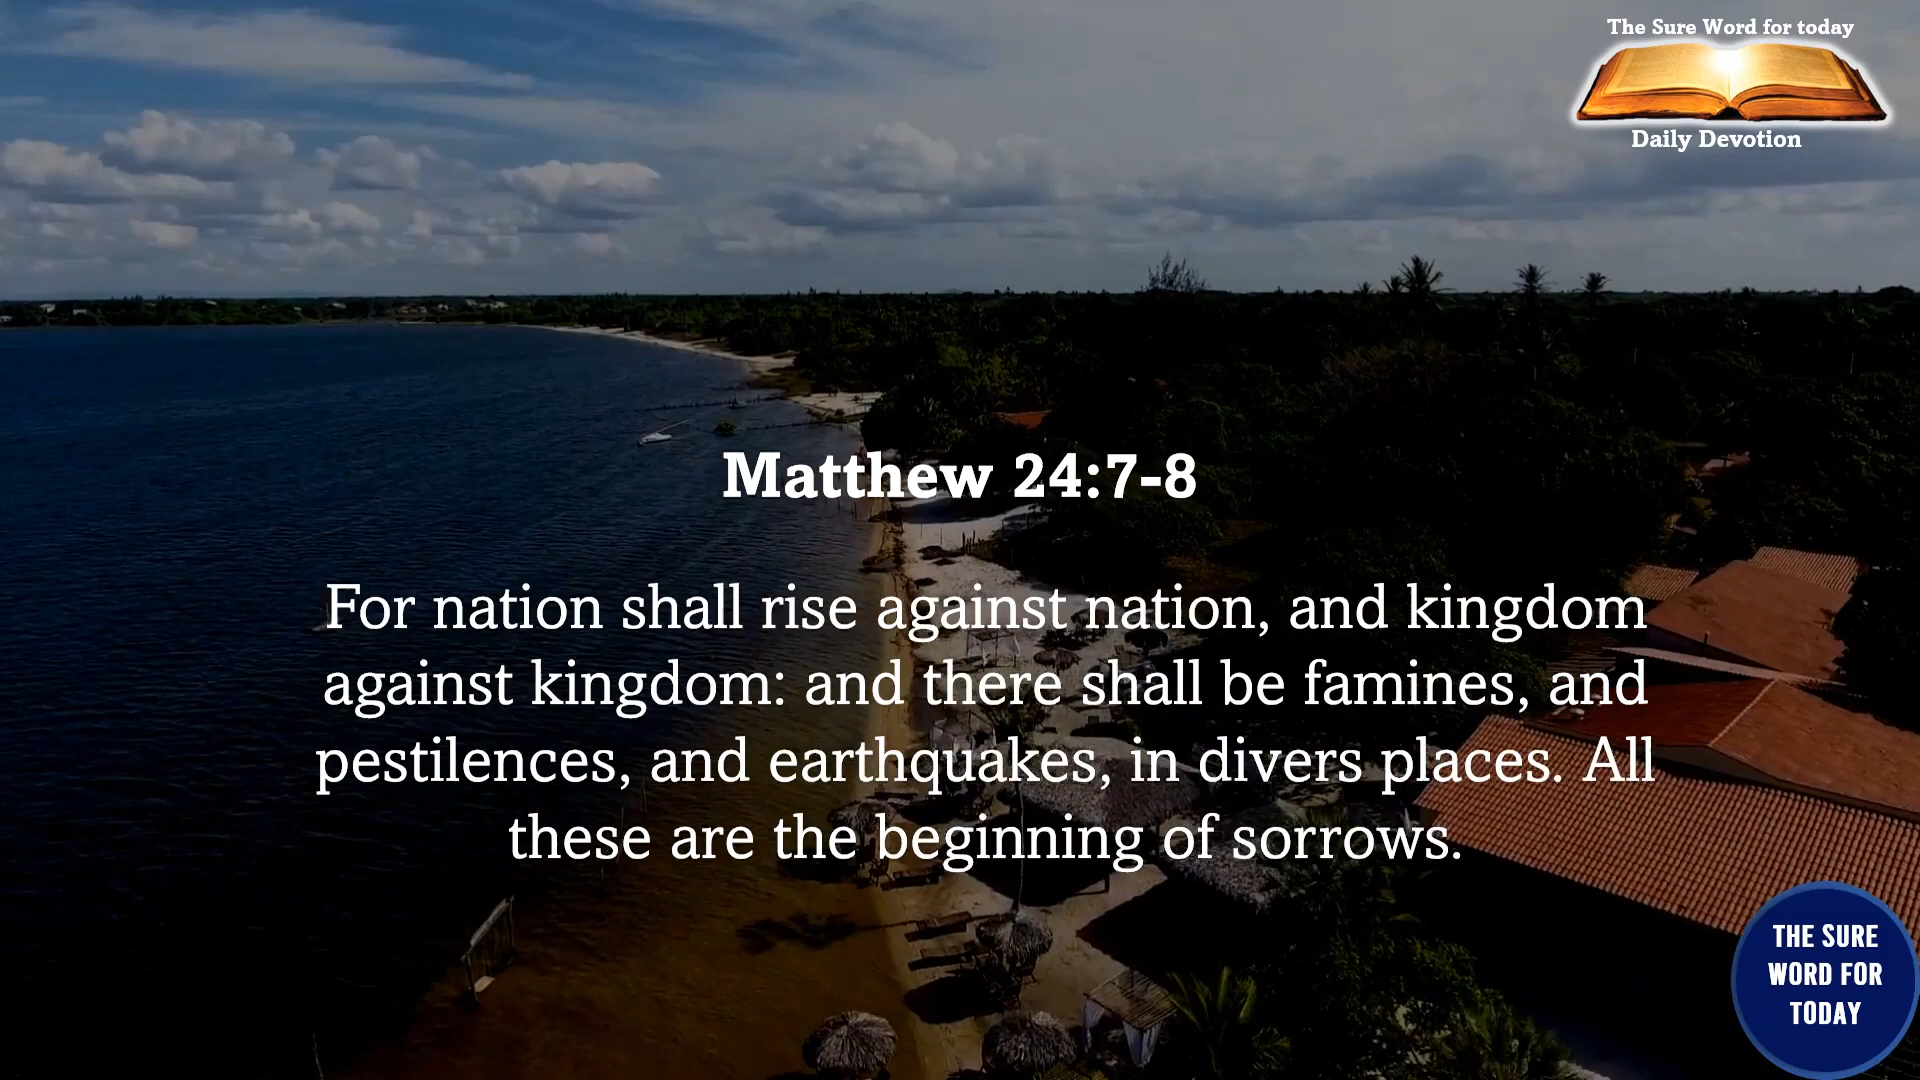 The Sure Word for today
Daily Devotion
Matthew 24:7-8
For nation shall rise against nation, and kingdom
against kingdom: and there shall be famines, and
pestilences, and earthquakes, in divers places. All
these are the beginning of sorrows.
THE SURE
WORD FOR
TODAY